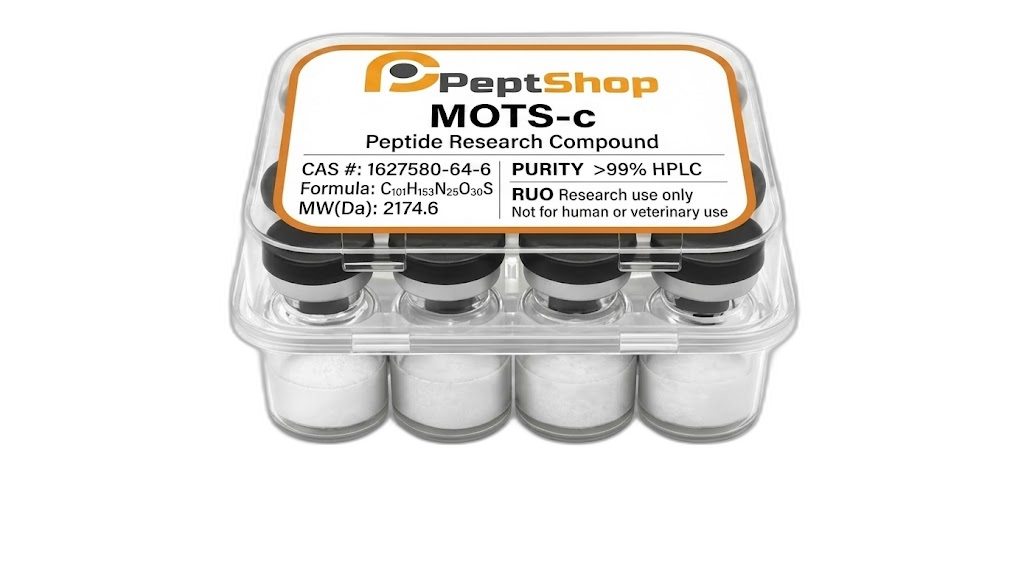 PeptShop
MOTS-c
Peptide Research Compound
CAS #: 1627580-64-6
Formula: C₁₀₁H₁₅₃N₂₅O₃₀S
MW(Da): 2174.6
PURITY >99% HPLC
RUO Research use only
Not for human or veterinary use